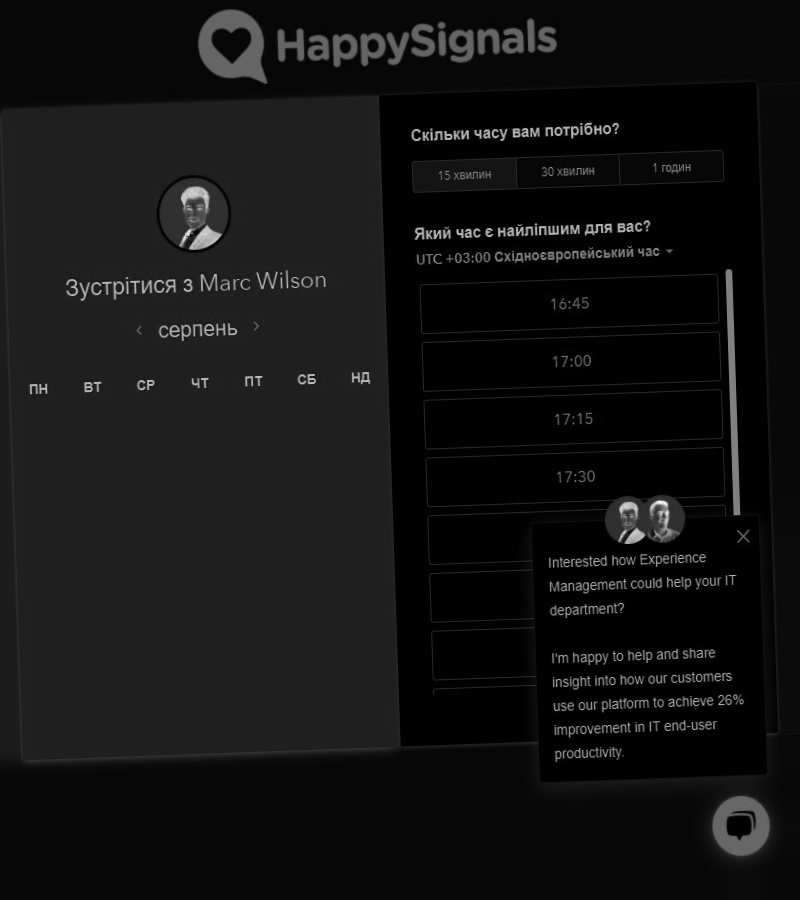 HappySignals
Зустрітися з Marc Wilson
серпень
ПН ВТ СР ЧТ ПТ СБ НД
Скільки часу вам потрібно?
15 хвилин 30 хвилин 1 годин
Який час є найліпшим для вас?
UTC +03:00 Східноєвропейський час
16:45
17:00
17:15
17:30
Interested how Experience
Management could help your IT
department?
I'm happy to help and share
insight into how our customers
use our platform to achieve 26%
improvement in IT end-user
productivity.